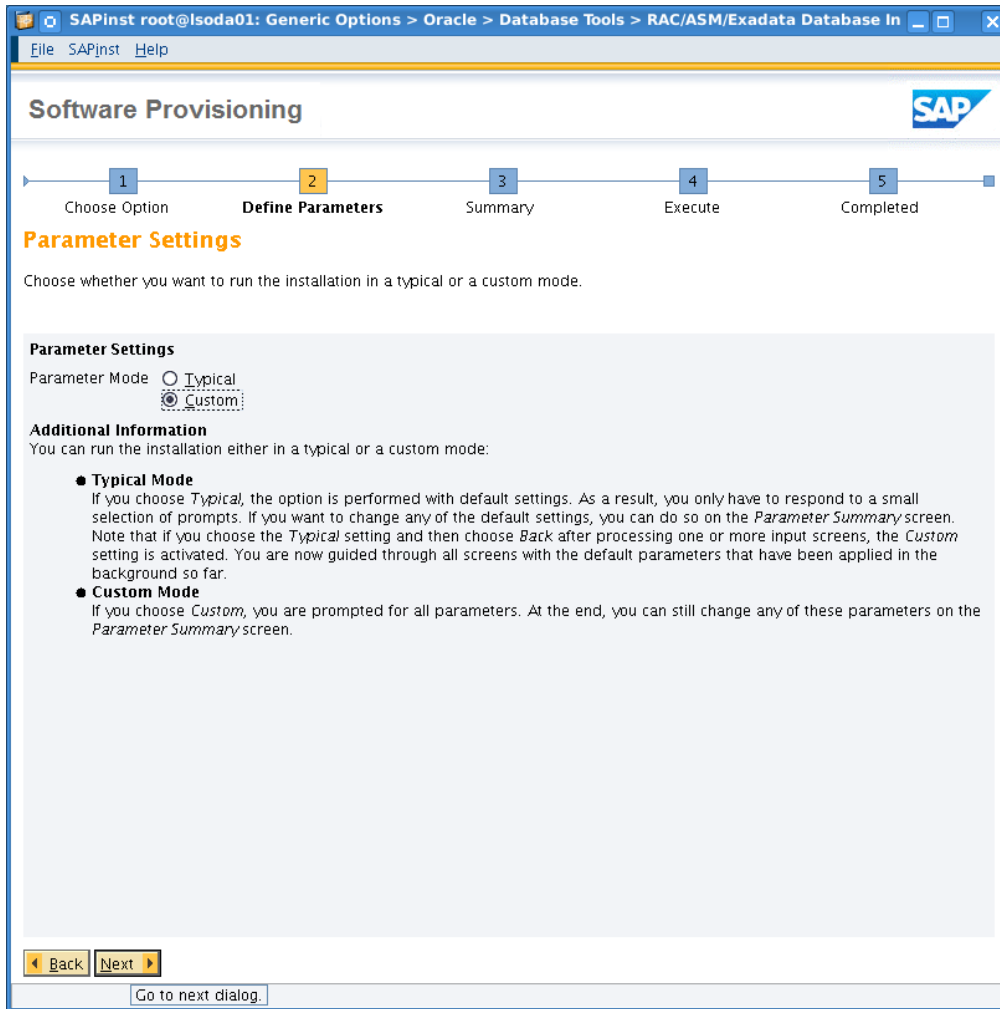 SAPinst root@lsoda01: Generic Options > Oracle > Database Tools > RAC/ASM/Exadata Database In
File SAPinst Help
Software Provisioning
SAP
1 2 3 4 5
Choose Option Define Parameters Summary Execute Completed
Parameter Settings
Choose whether you want to run the installation in a typical or a custom mode.
Parameter Settings
Parameter Mode Typical
Custom
Additional Information
You can run the installation either in a typical or a custom mode:
Typical Mode
If you choose Typical, the option is performed with default settings. As a result, you only have to respond to a small
selection of prompts. If you want to change any of the default settings, you can do so on the Parameter Summary screen.
Note that if you choose the Typical setting and then choose Back after processing one or more input screens, the Custom
setting is activated. You are now guided through all screens with the default parameters that have been applied in the
background so far.
Custom Mode
If you choose Custom, you are prompted for all parameters. At the end, you can still change any of these parameters on the
Parameter Summary screen.
Back Next
Go to next dialog.